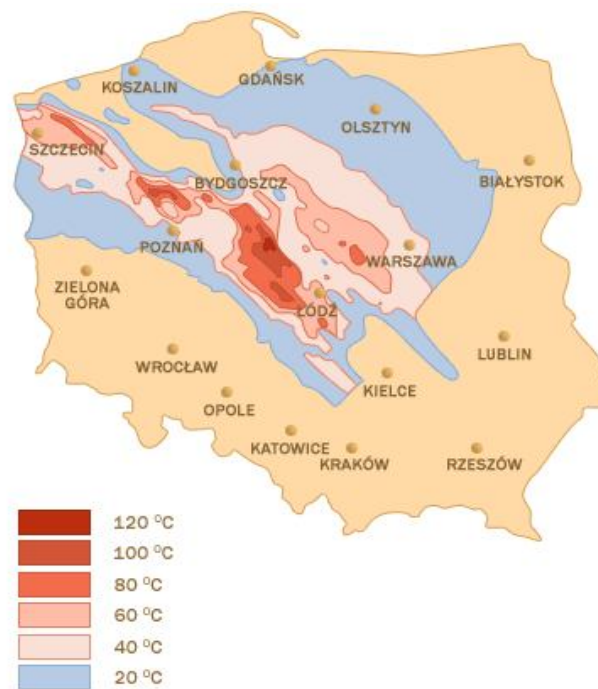 KOSZALIN
GDAŃSK
OLSZTYN
SZCZECIN
BYDGOSZCZ
BIAŁYSTOK
POZNAŃ
WARSZAWA
ZIELONA
GÓRA
ŁÓDŹ
WROCŁAW
LUBLIN
KIELCE
OPOLE
KATOWICE
KRAKÓW
RZESZÓW
120 °C
100 °C
80 °C
60 °C
40 °C
20 °C